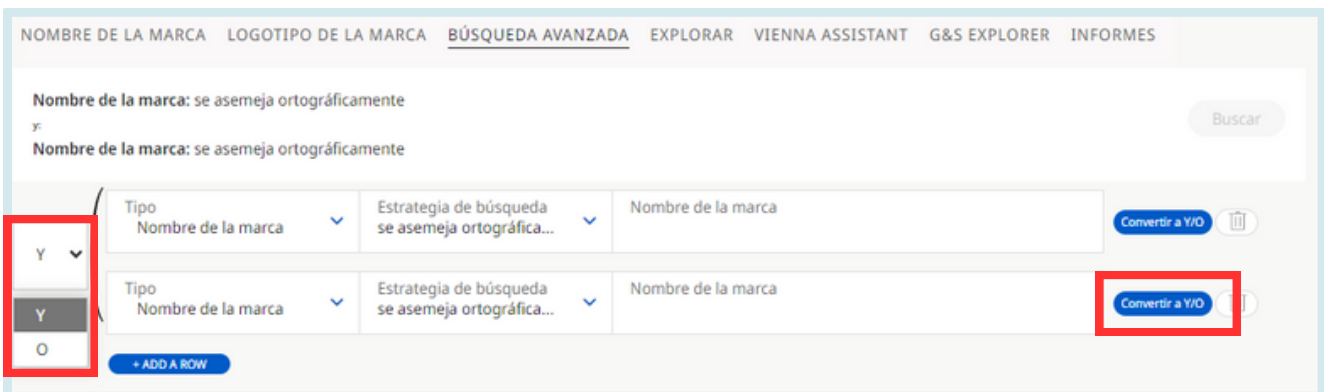 NOMBRE DE LA MARCA LOGOTIPO DE LA MARCA BÚSQUEDA AVANZADA EXPLORAR VIENNA ASSISTANT G&S EXPLORER INFORMES
Nombre de la marca: se asemeja ortográficamente
y:
Nombre de la marca: se asemeja ortográficamente
Buscar
Tipo Estrategia de búsqueda Nombre de la marca
Nombre de la marca se asemeja ortográfica...
Convertir a Y/O
Y
Tipo Estrategia de búsqueda Nombre de la marca
Nombre de la marca se asemeja ortográfica...
Convertir a Y/O
Y
O
+ ADD A ROW